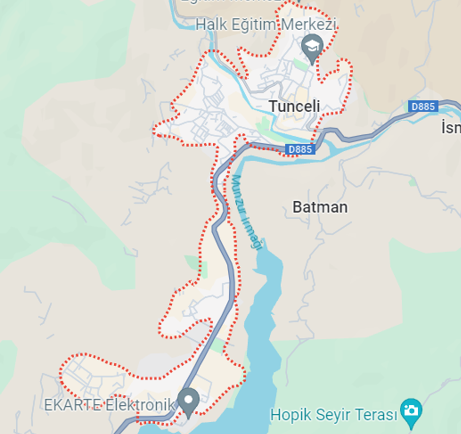 Halk Eğitim Merkezi
Tunceli
D885
İsm
D885
Munzur Irmağı
Batman
EKARTE Elektronik
Hopik Seyir Terası